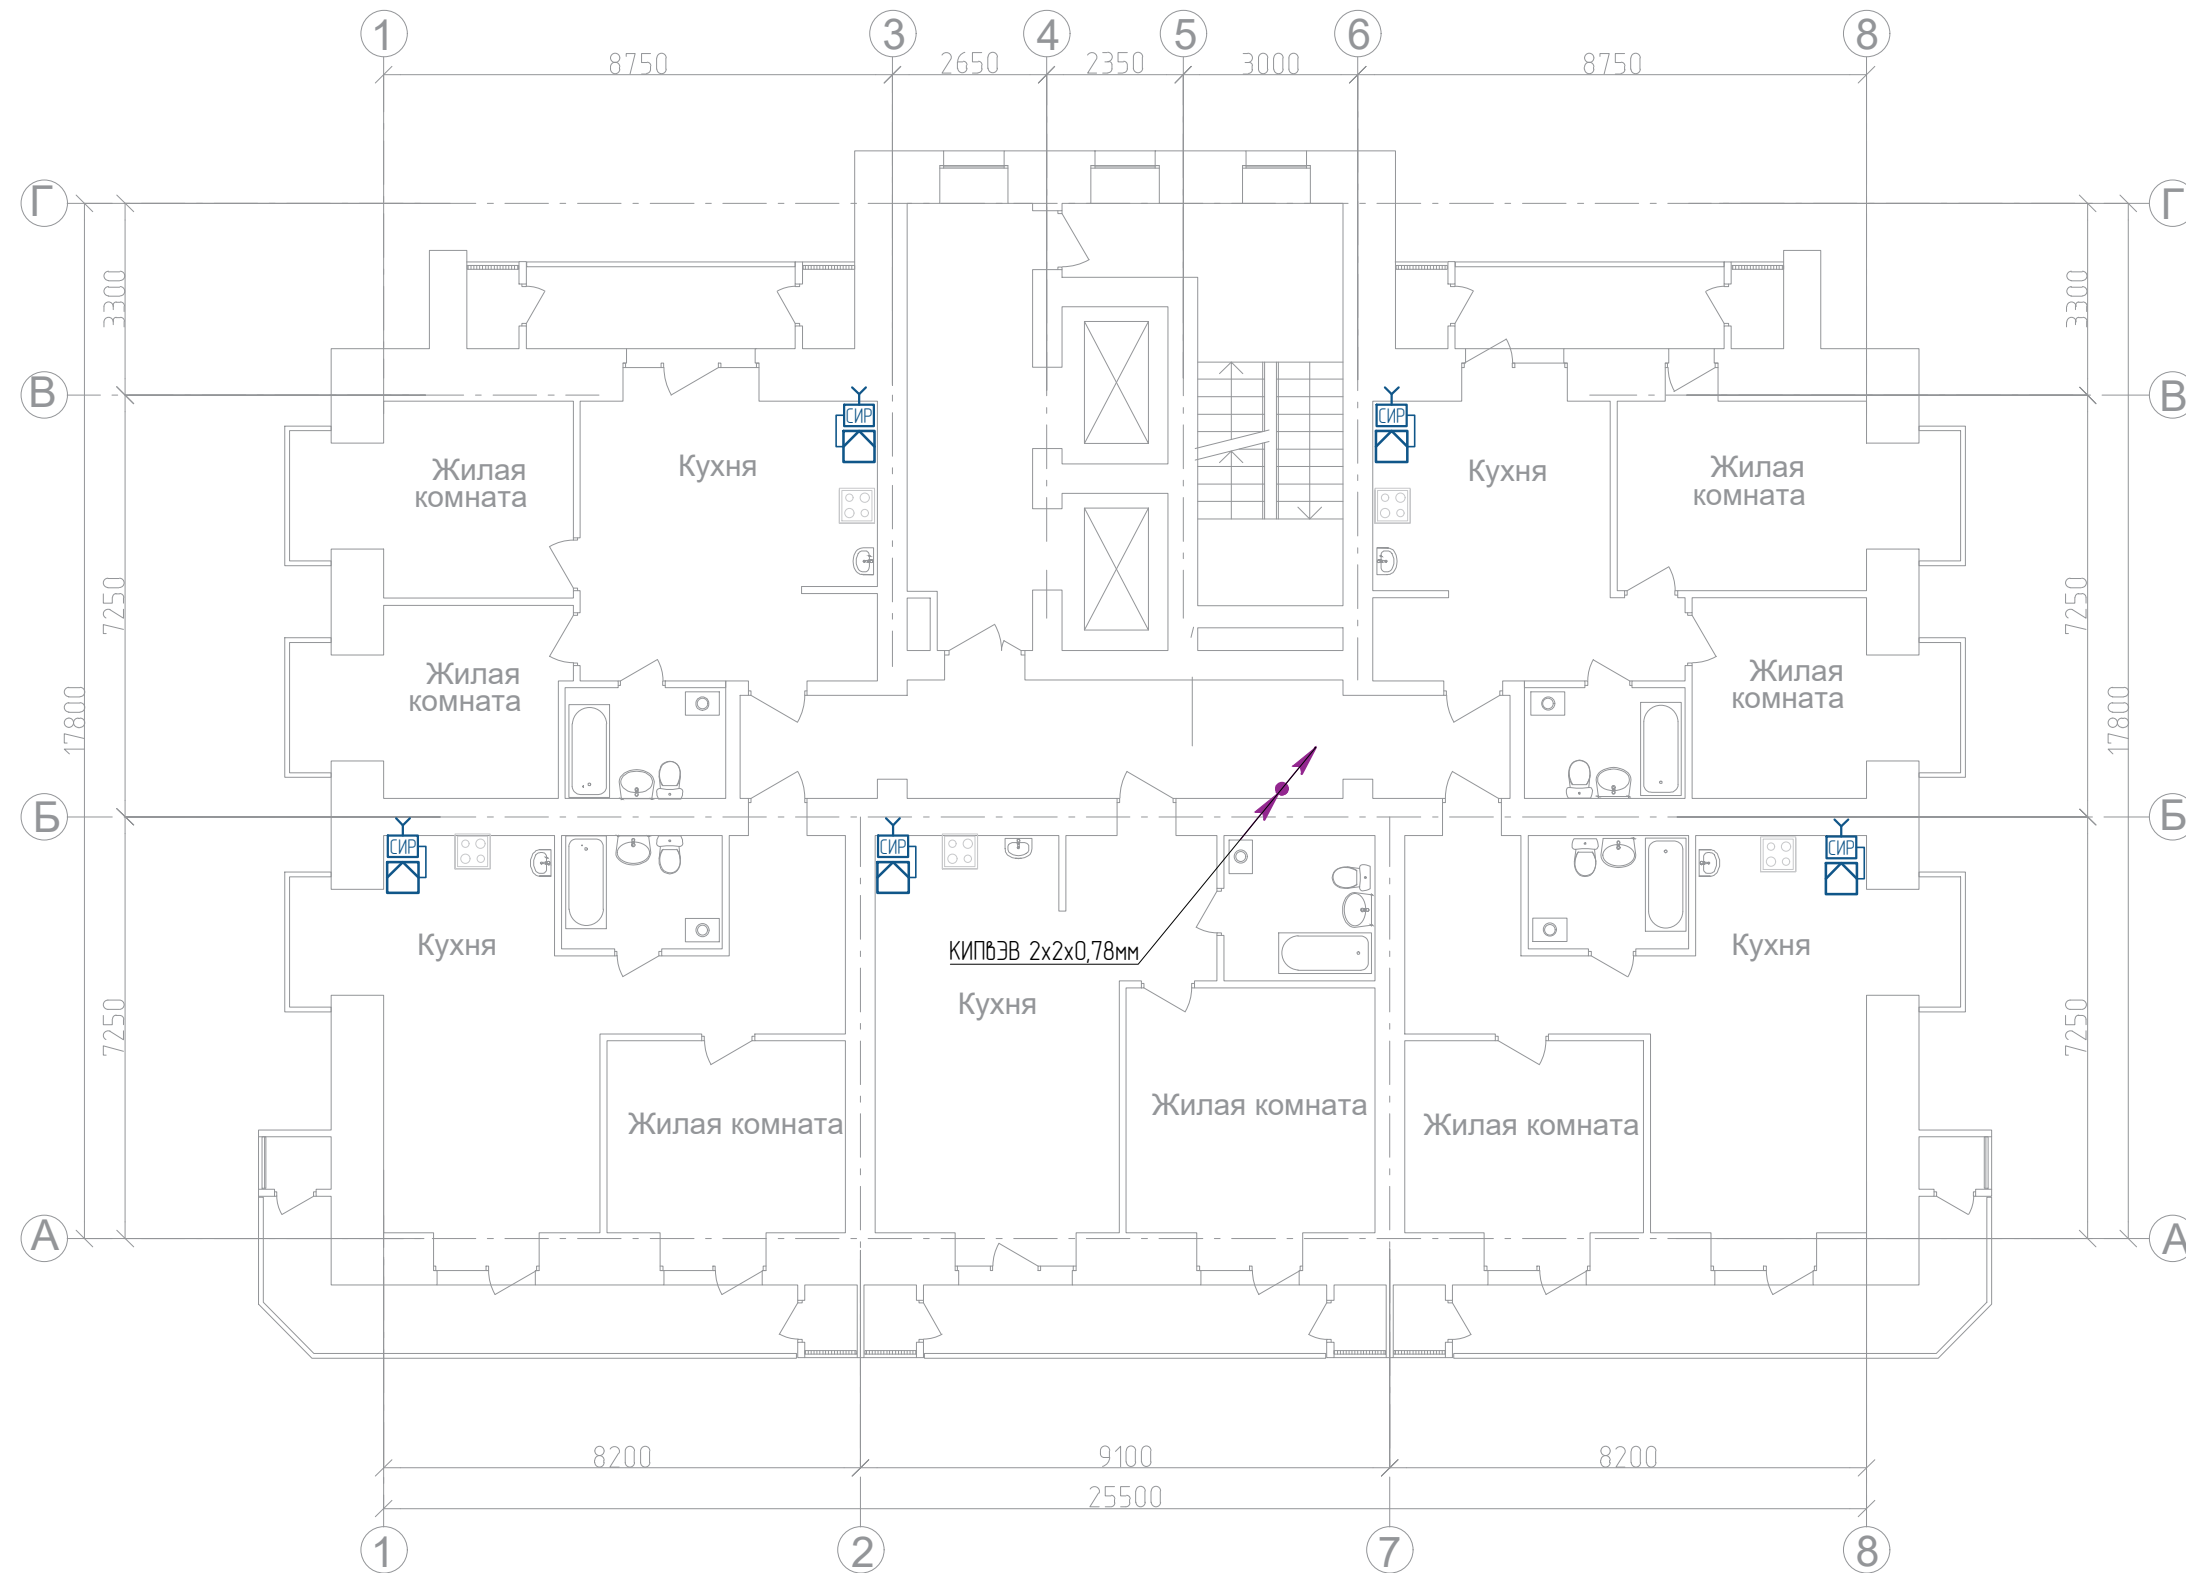 1 3 4 5 6 8
8750 2650 2350 3000 8750
Г Г
3300 3300
В В
СИР СИР
Жилая
комната
Кухня
Кухня
Жилая
комната
7250 7250
Жилая
комната
Жилая
комната
17800 17800
Б Б
СИР СИР СИР
Кухня
КИПвЭВ 2х2х0,78мм
Кухня
Кухня
7250 7250
Жилая комната
Жилая комната
Жилая комната
А А
8200 9100 8200
25500
1 2 7 8